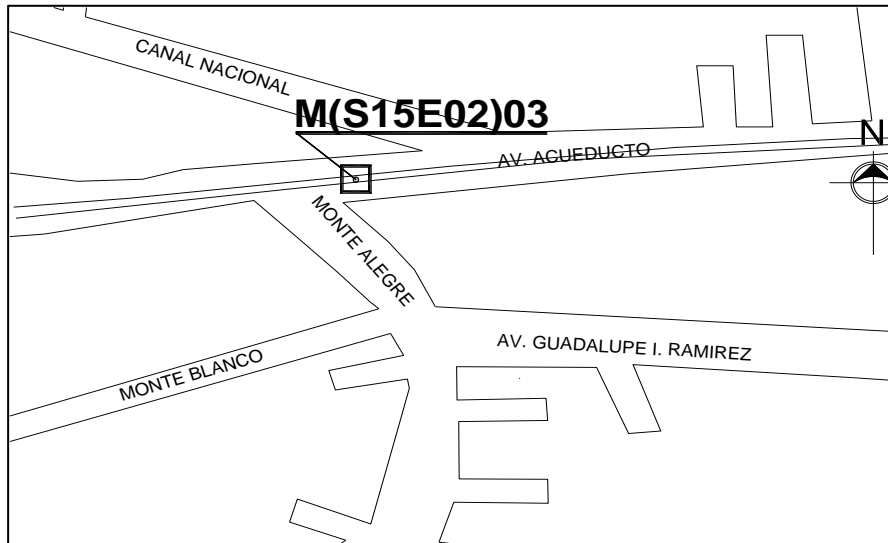 CANAL NACIONAL
M(S15E02)03
N
AV. ACUEDUCTO
MONTE ALEGRE
AV. GUADALUPE I. RAMIREZ
MONTE BLANCO